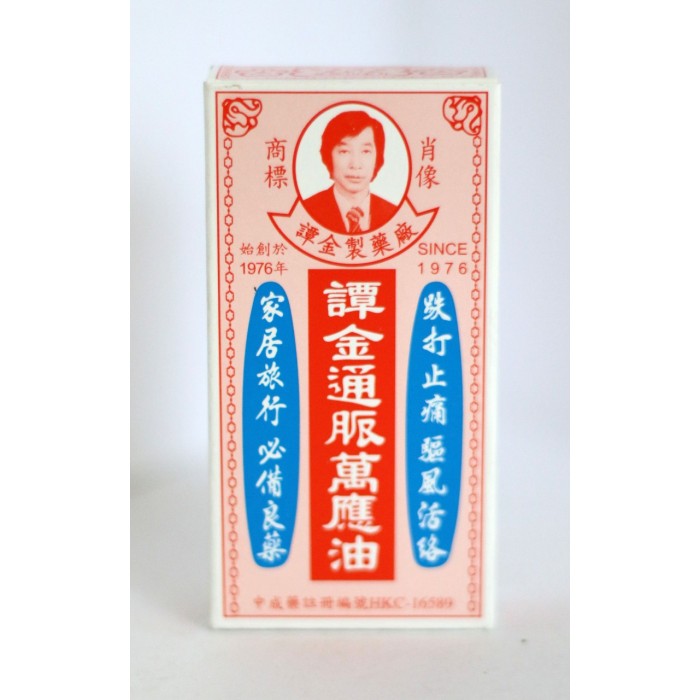 商標
肖像
譚金製藥廠
始創於
1976年
SINCE
1976
跌打止痛 驅風活絡
譚金通脈萬應油
家居旅行 必備良藥
中成藥註冊編號HKC-16589